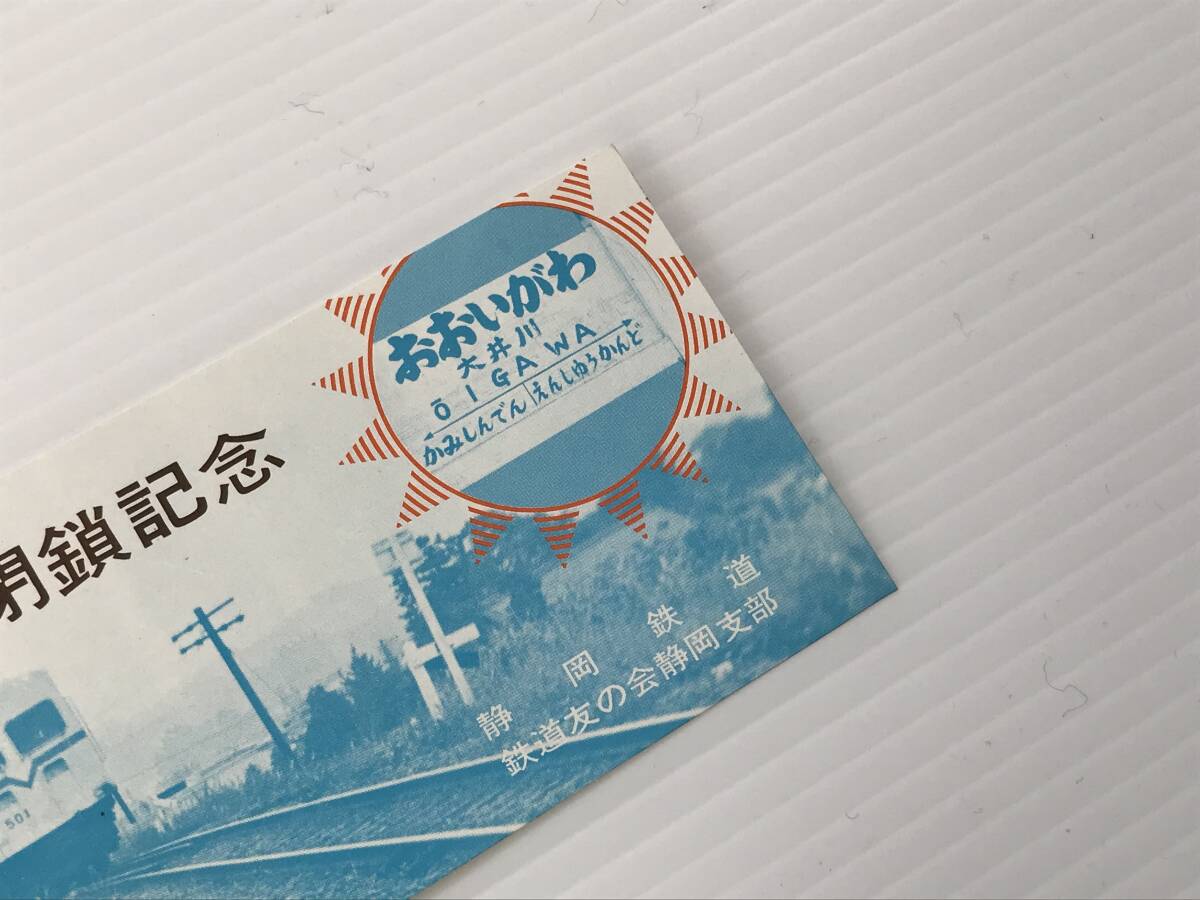 おおいがわ
大井川
ŌIGAWA
かみしんでん えんしゆうかんど
閉鎖記念
501
静岡鉄道
鉄道友の会静岡支部